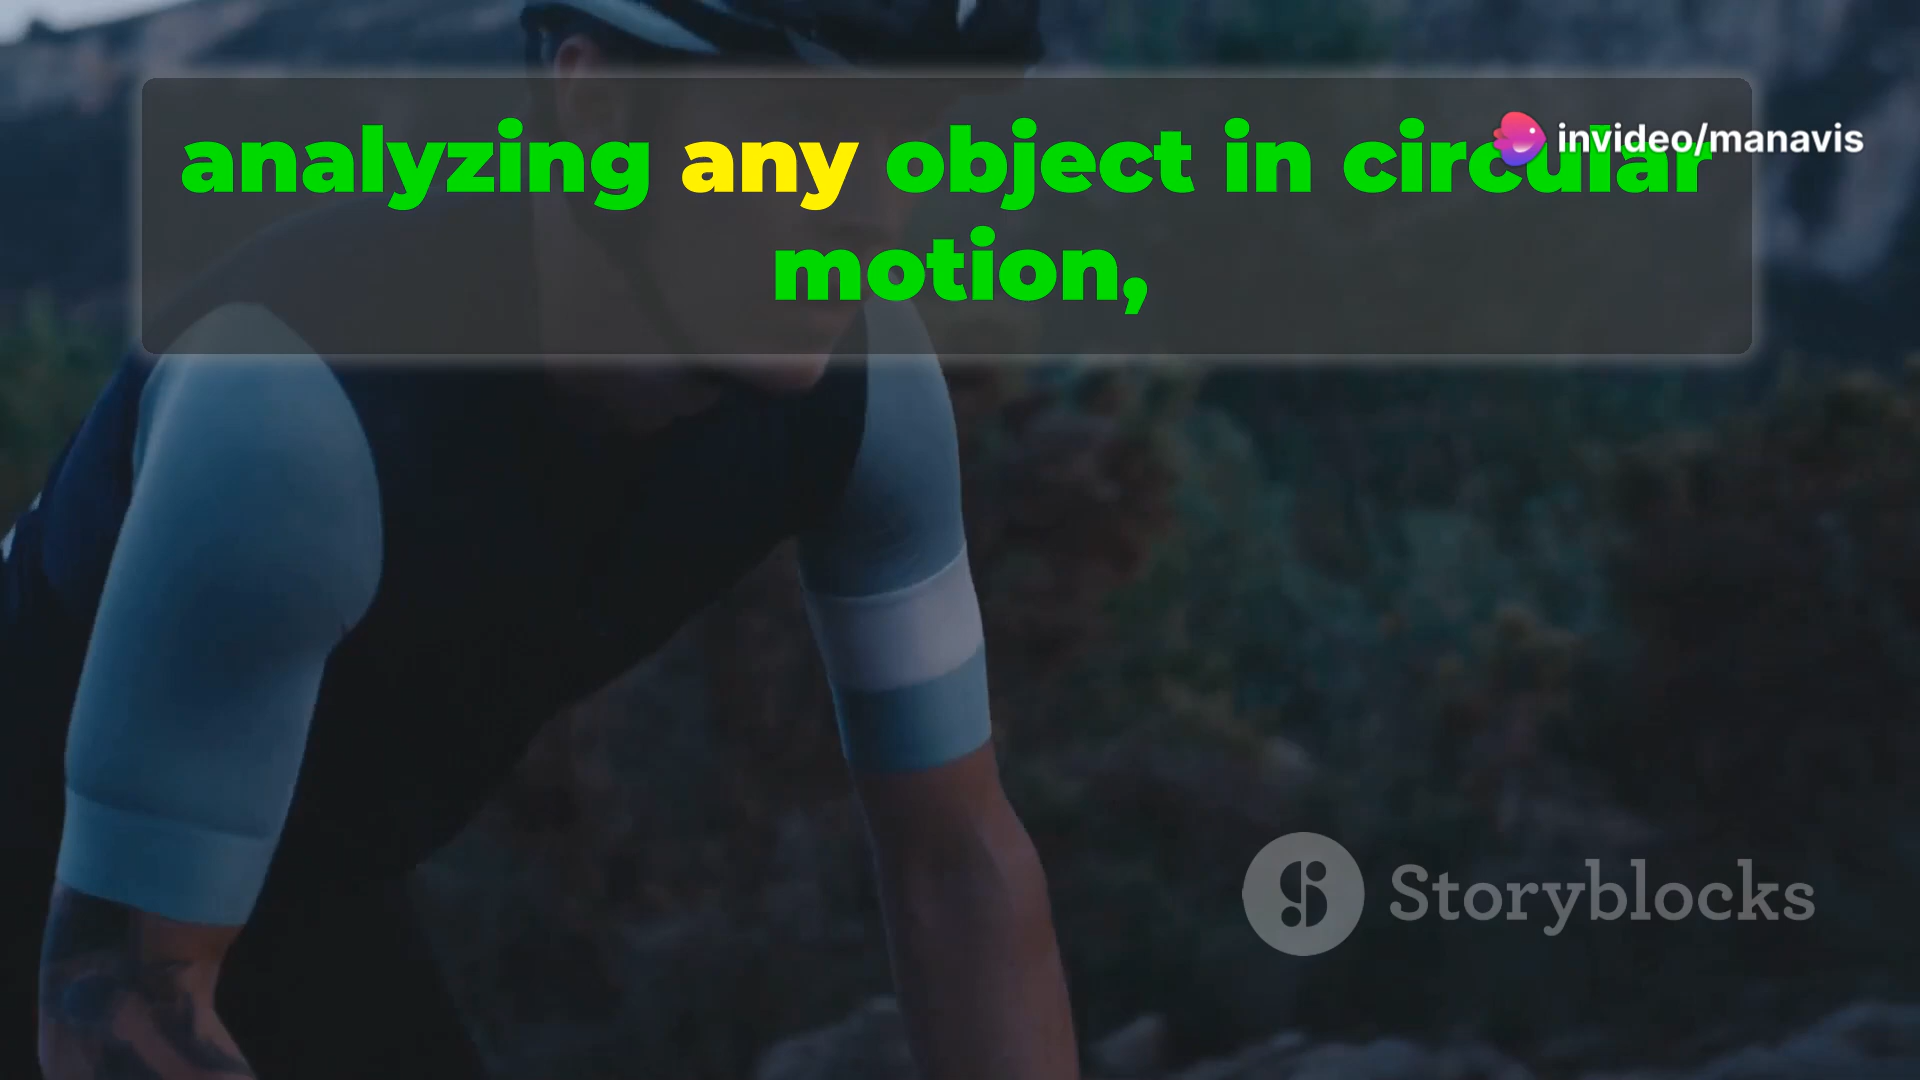 analyzing any object in circular
invideo/manavis
motion,
Storyblocks